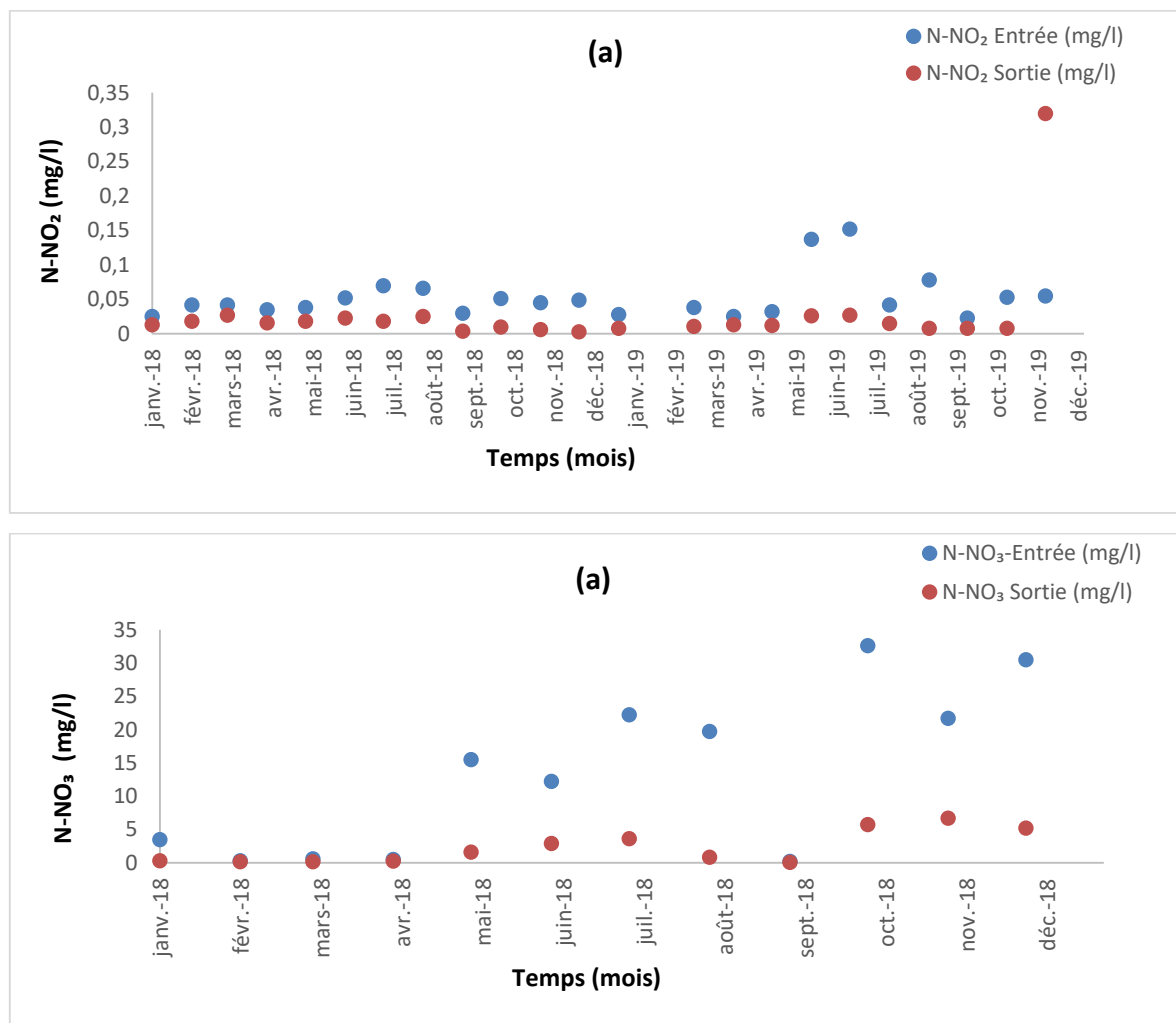 (a)
N-NO₂ Entrée (mg/l)
N-NO₂ Sortie (mg/l)
0,35
0,3
0,25
0,2
0,15
0,1
0,05
0
N-NO₂ (mg/l)
janv.-18
févr.-18
mars-18
avr.-18
mai-18
juin-18
juil.-18
août-18
sept.-18
oct.-18
nov.-18
déc.-18
janv.-19
févr.-19
mars-19
avr.-19
mai-19
juin-19
juil.-19
août-19
sept.-19
oct.-19
nov.-19
déc.-19
Temps (mois)
N-NO₃-Entrée (mg/l)
N-NO₃ Sortie (mg/l)
(a)
35
30
25
20
15
10
5
0
N-NO₃ (mg/l)
janv.-18
févr.-18
mars-18
avr.-18
mai-18
juin-18
juil.-18
août-18
sept.-18
oct.-18
nov.-18
déc.-18
Temps (mois)